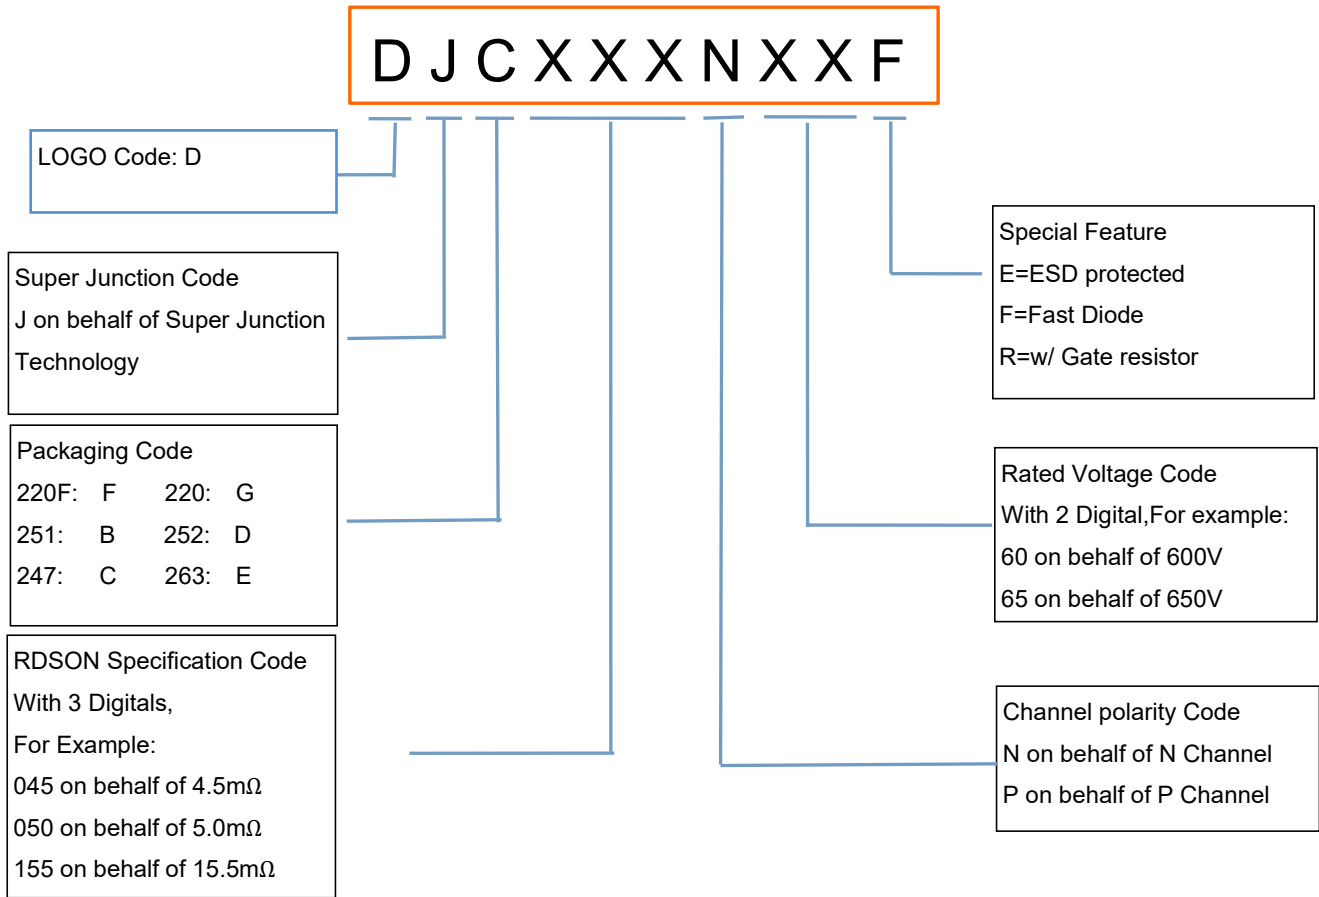 D J C X X X N X X F
LOGO Code: D
Super Junction Code
J on behalf of Super Junction
Technology
Packaging Code
220F: F 220: G
251: B 252: D
247: C 263: E
RDSON Specification Code
With 3 Digitals,
For Example:
045 on behalf of 4.5mΩ
050 on behalf of 5.0mΩ
155 on behalf of 15.5mΩ
Special Feature
E=ESD protected
F=Fast Diode
R=w/ Gate resistor
Rated Voltage Code
With 2 Digital,For example:
60 on behalf of 600V
65 on behalf of 650V
Channel polarity Code
N on behalf of N Channel
P on behalf of P Channel